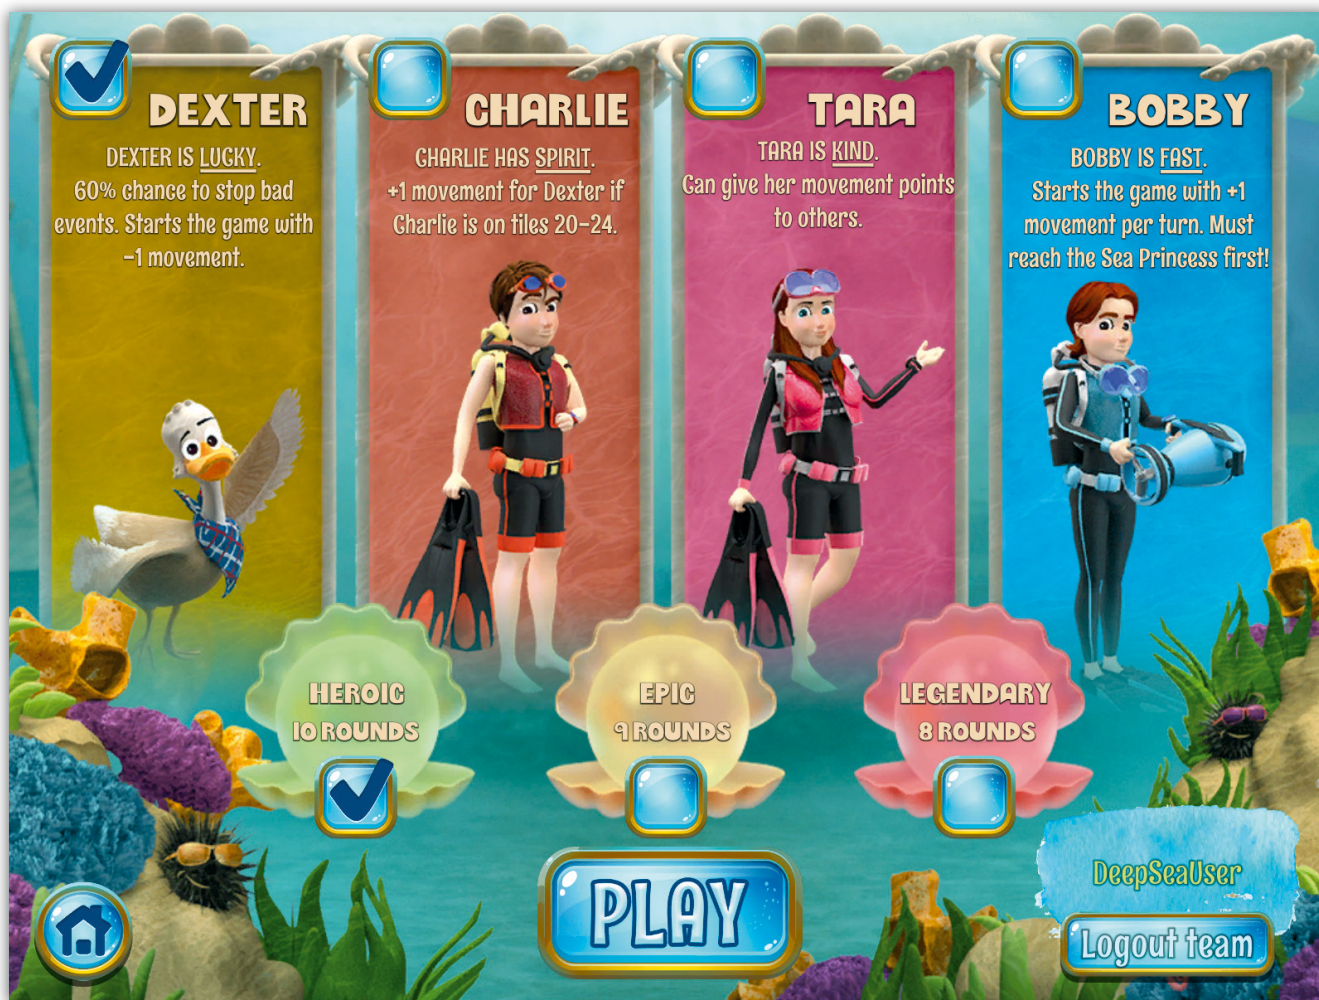 DEXTER
DEXTER IS LUCKY.
60% chance to stop bad
events. Starts the game with
-1 movement.
CHARLIE
CHARLIE HAS SPIRIT.
+1 movement for Dexter if
Charlie is on tiles 20-24.
TARA
TARA IS KIND.
Can give her movement points
to others.
BOBBY
BOBBY IS FAST.
Starts the game with +1
movement per turn. Must
reach the Sea Princess first!
HEROIC
10 ROUNDS
EPIC
9 ROUNDS
LEGENDARY
8 ROUNDS
PLAY
DeepSeaUser
Logout team